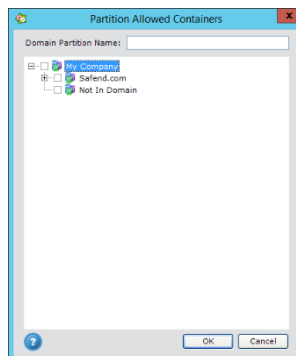 Partition Allowed Containers
Domain Partition Name:
My Company
Safend.com
Not In Domain
OK Cancel